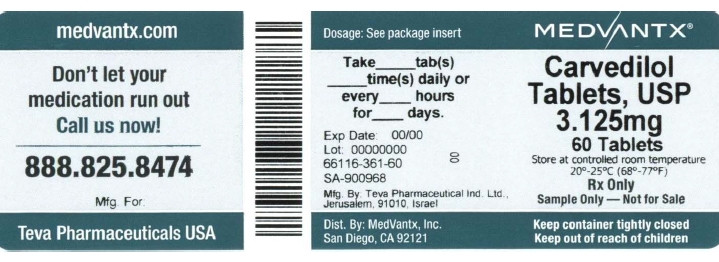 medvantx.com
Don't let your
medication run out
Call us now!
888.825.8474
Mfg. For:
Teva Pharmaceuticals USA
Dosage: See package insert
Take_____tab(s)
_____time(s) daily or
every____ hours
for____ days.
Exp Date: 00/00
Lot: 00000000
66116-361-60
SA-900968
00
Mfg. By: Teva Pharmaceutical Ind. Ltd.,
Jerusalem, 91010, Israel
Dist. By: MedVantx, Inc.
San Diego, CA 92121
MEDVANTX®
Carvedilol
Tablets, USP
3.125mg
60 Tablets
Store at controlled room temperature
20°-25°C (68°-77°F)
Rx Only
Sample Only — Not for Sale
Keep container tightly closed
Keep out of reach of children